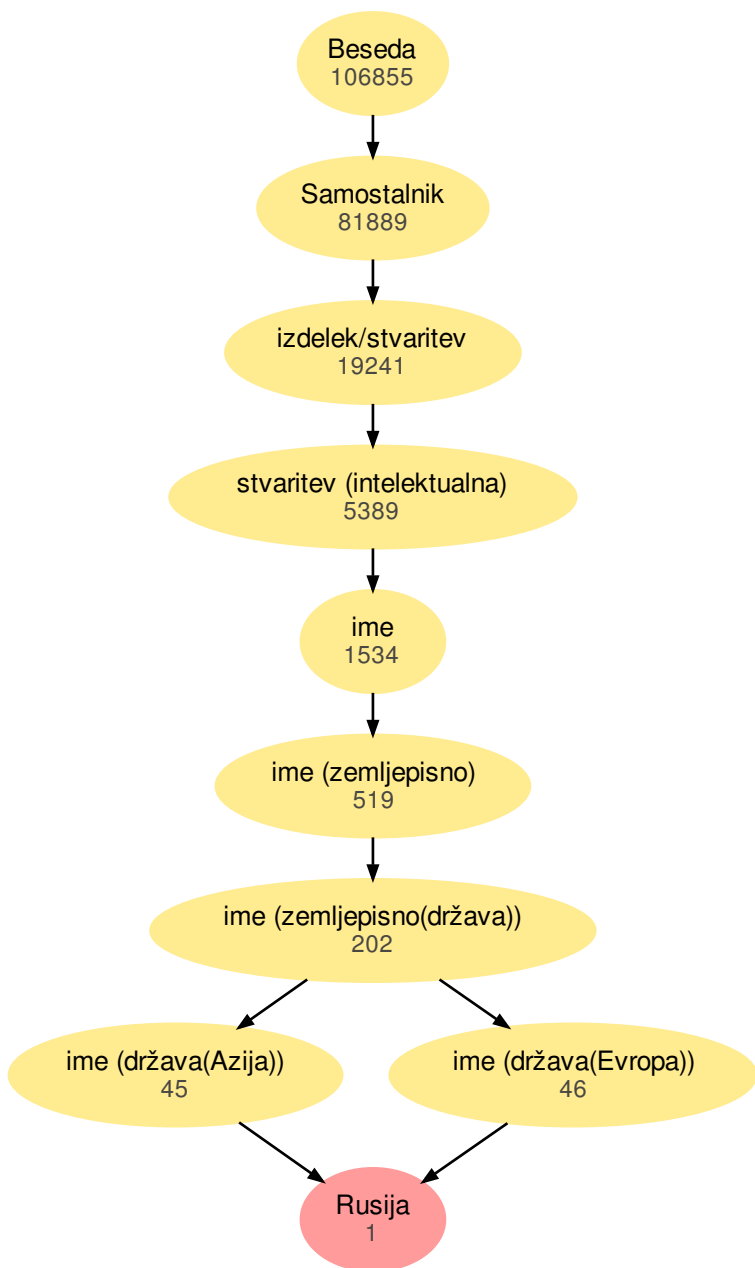 Beseda
106855
Samostalnik
81889
izdelek/stvaritev
19241
stvaritev (intelektualna)
5389
ime
1534
ime (zemljepisno)
519
ime (zemljepisno(država))
202
ime (država(Azija))
45
ime (država(Evropa))
46
Rusija
1